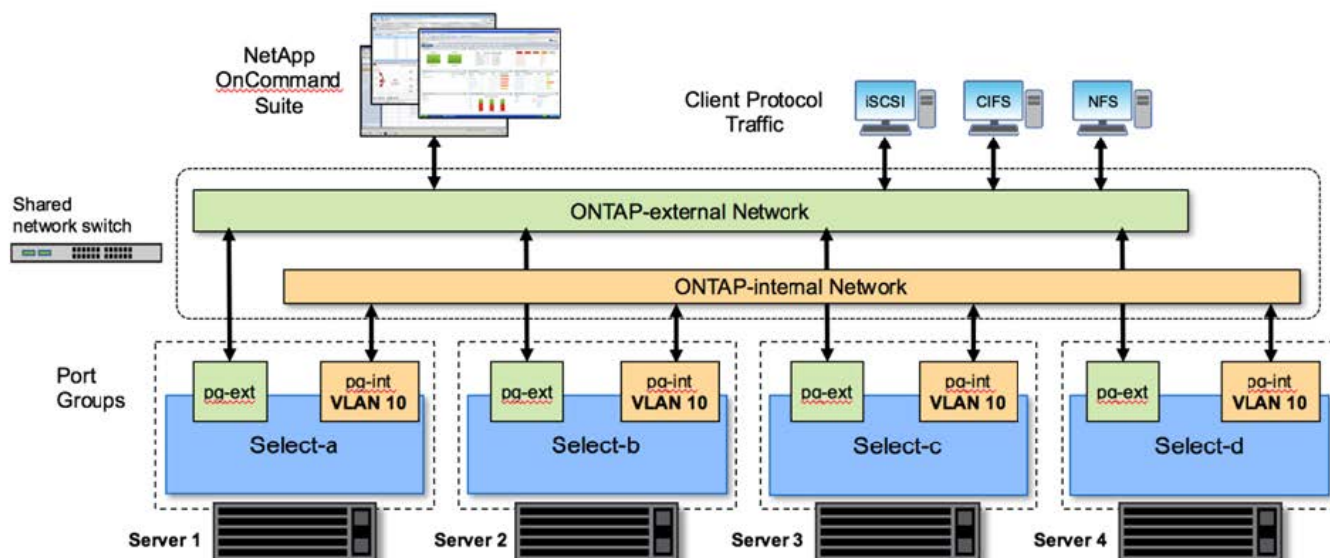 NetApp
OnCommand
Suite
Client Protocol
Traffic
iSCSI
CIFS
NFS
Shared
network switch
ONTAP-external Network
ONTAP-internal Network
Port
Groups
pg-ext
pg-int
VLAN 10
Select-a
pg-ext
pg-int
VLAN 10
Select-b
pg-ext
pg-int
VLAN 10
Select-c
pg-ext
pg-int
VLAN 10
Select-d
Server 1
Server 2
Server 3
Server 4